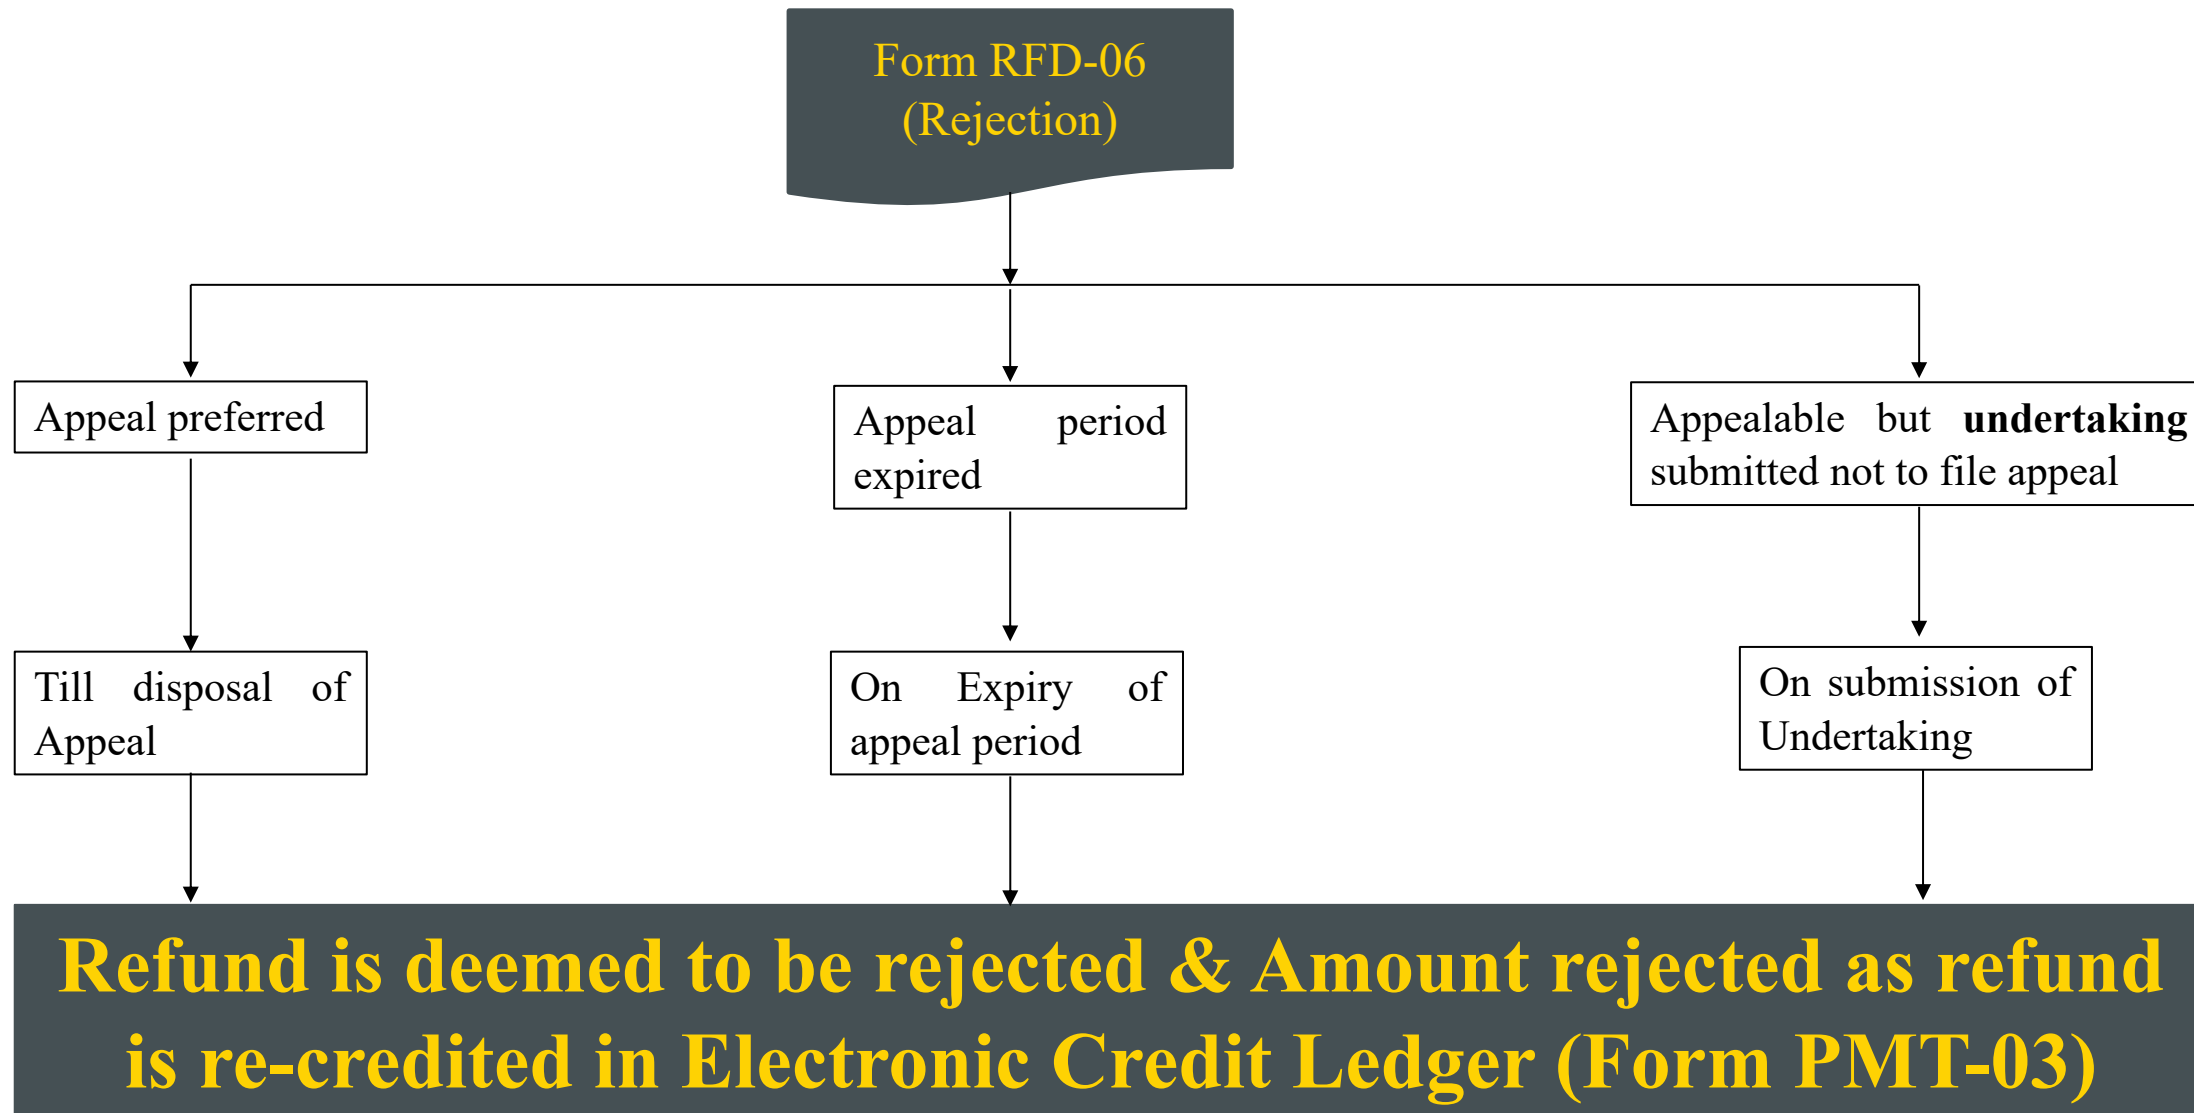 Form RFD-06
(Rejection)
Appeal preferred
Appeal period
expired
Appealable but undertaking
submitted not to file appeal
Till disposal of
Appeal
On Expiry of
appeal period
On submission of
Undertaking
Refund is deemed to be rejected & Amount rejected as refund
is re-credited in Electronic Credit Ledger (Form PMT-03)